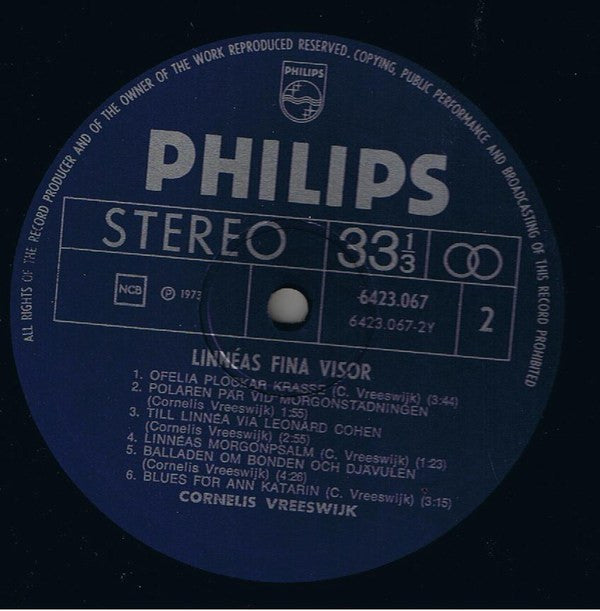 ALL RIGHTS OF THE RECORD PRODUCER AND OF THE OWNER OF THE WORK REPRODUCED RESERVED. COPYING, PUBLIC PERFORMANCE AND BROADCASTING OF THIS RECORD PROHIBITED
PHILIPS
PHILIPS
STEREO 33 1/3
NCB ℗ 1973 6423.067
6423.067-2Y 2
LINNÉAS FINA VISOR
1. OFELIA PLOCKAR KRASSE (C. Vreeswijk) (3:44)
2. POLAREN PÄR VID MORGONSTÄDNINGEN
(Cornelis Vreeswijk) 1:55)
3. TILL LINNÉA VIA LEONARD COHEN
(Cornelis Vreeswijk) (2:55)
4. LINNÉAS MORGONPSALM (C. Vreeswijk) (1:23)
5. BALLADEN OM BONDEN OCH DJÄVULEN
(Cornelis Vreeswijk) (4:26)
6. BLUES FÖR ANN KATARIN (C. Vreeswijk) (3:15)
CORNELIS VREESWIJK